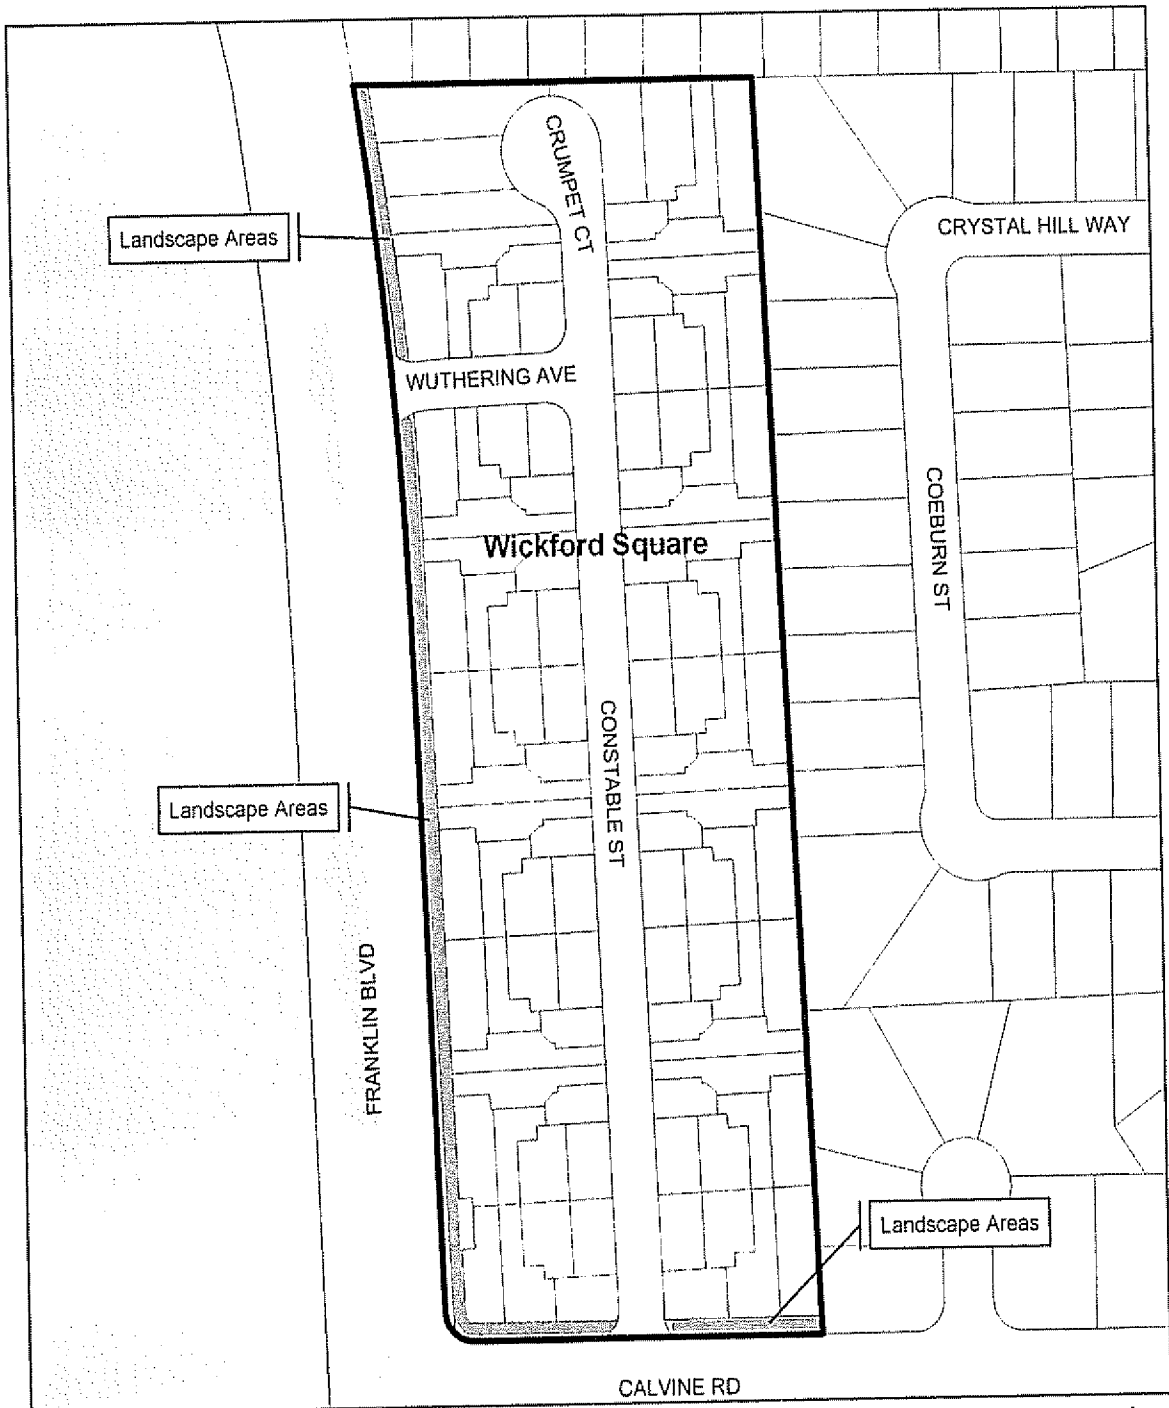 CRUMPET CT
Landscape Areas
CRYSTAL HILL WAY
WUTHERING AVE
COEBURN ST
Wickford Square
CONSTABLE ST
Landscape Areas
FRANKLIN BLVD
Landscape Areas
CALVINE RD